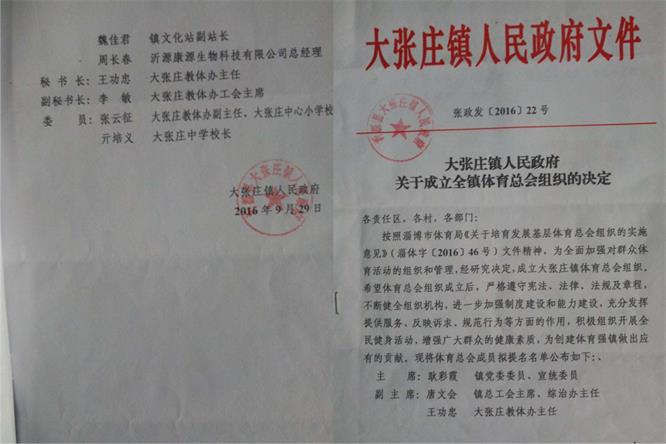 大张庄镇人民政府文件
张政发〔2016〕22号
大张庄镇人民政府
关于成立全镇体育总会组织的决定
各责任区、各村、各部门：
按照淄博市体育局《关于培育发展基层体育总会组织的实施
意见》（淄体字〔2016〕46号）文件精神，为全面加强对群众体
育活动的组织和管理，经研究决定，成立大张庄镇体育总会组织。
希望体育总会组织成立后，严格遵守宪法、法律、法规及章程，
不断健全组织机构，进一步加强制度建设和能力建设，充分发挥
提供服务、反映诉求、规范行为等方面的作用，积极组织开展全
民健身活动，增强广大群众的健康素质，为创建体育强镇做出应
有的贡献。现将体育总会成员拟提名名单公布如下：、
主 席：耿彩霞 镇党委委员、宣统委员
副 主 席：唐文会 镇总工会主席、综治办主任
王功忠 大张庄教体办主任
魏佳君 镇文化站副站长
周长春 沂源康源生物科技有限公司总经理
秘 书 长：王功忠 大张庄教体办主任
副秘书长：李 敏 大张庄教体办工会主席
委 员：张云征 大张庄教体办副主任、大张庄中心小学校
亓培义 大张庄中学校长
大张庄镇人民政府
2016年9月29日